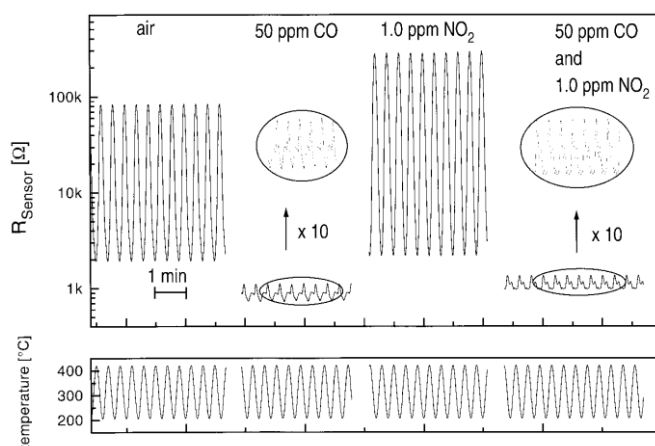 air
50 ppm CO
1.0 ppm NO₂
50 ppm CO
and
1.0 ppm NO₂
R_Sensor [Ω]
100k
10k
1k
x 10
x 10
1 min
emperature [°C]
400
300
200